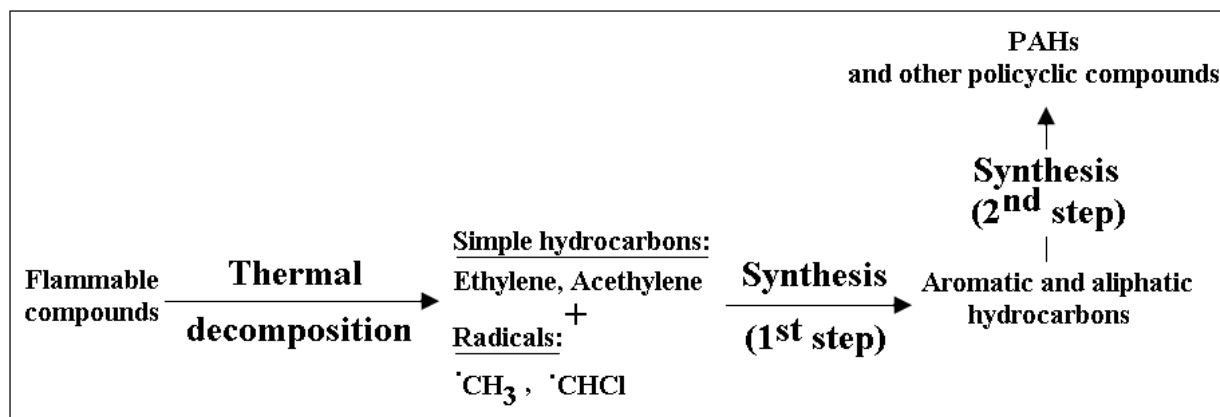 Flammable
compounds
Thermal
decomposition
Simple hydrocarbons:
Ethylene, Acethylene
+
Radicals:
˙CH₃ , ˙CHCl
Synthesis
(1st step)
Aromatic and aliphatic
hydrocarbons
Synthesis
(2nd step)
PAHs
and other policyclic compounds